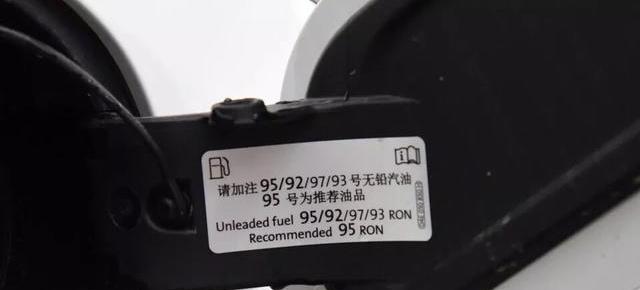 请加注 95/92/97/93 号无铅汽油
95 号为推荐油品
Unleaded fuel 95/92/97/93 RON
Recommended 95 RON